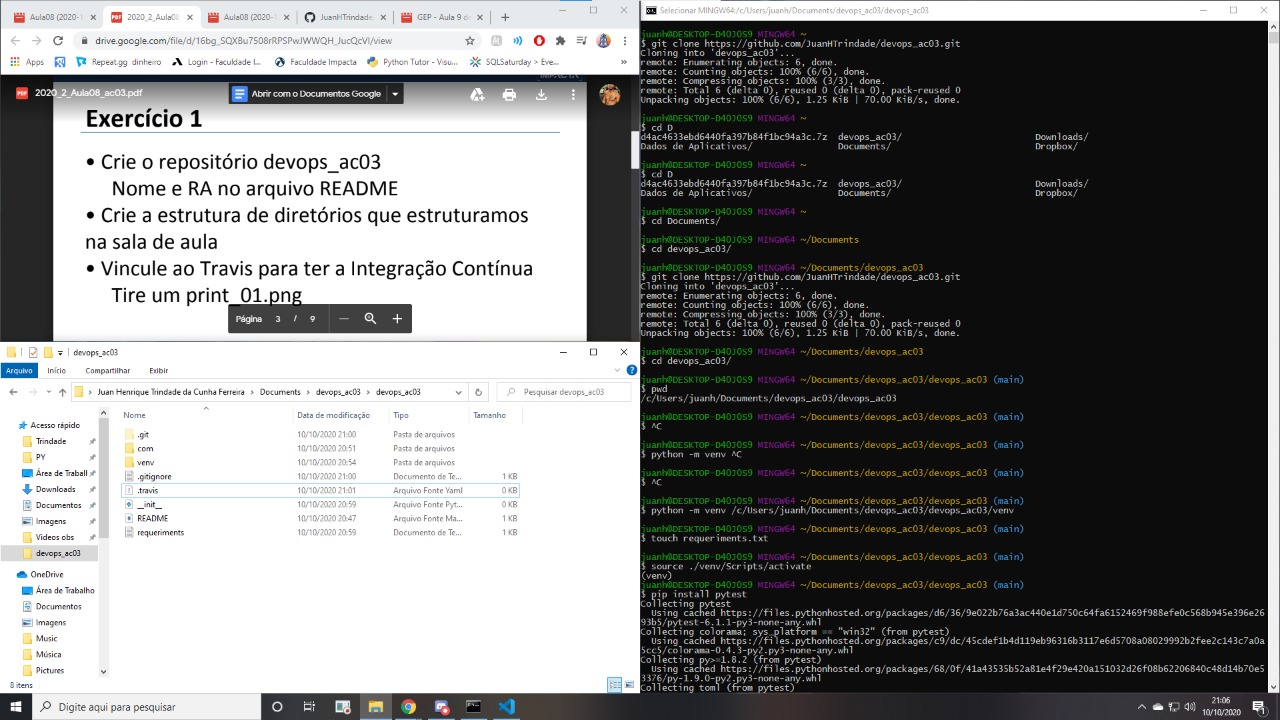 Aula08 (
2020_2_Aula0
Aula08 (2020-
JuanHTrindade
GEP - Aula 9 de
drive.google.com/file/d/16bg_SQXBu7508rRPSPwJWWQH_JucQcVl/view
Apps
Repeat.gg dinheiro
Login - Faculdade I...
Faculdade Impacta
Python Tutor - Visu...
SQLSaturday > Eve...
»
2020_2_Aula08_ac03.pdf
Abrir com o Documentos Google
Exercício 1
• Crie o repositório devops_ac03
Nome e RA no arquivo README
• Crie a estrutura de diretórios que estruturamos
na sala de aula
• Vincule ao Travis para ter a Integração Contínua
Tire um print_01.png
Página 3 / 9
devops_ac03
Arquivo Início Compartilhar Exibir
Juan Henrique Trindade da Cunha Ferreira > Documents > devops_ac03 > devops_ac03
Pesquisar devops_ac03
Nome Data de modificação Tipo Tamanho
.git 10/10/2020 21:00 Pasta de arquivos
com 10/10/2020 20:51 Pasta de arquivos
venv 10/10/2020 20:54 Pasta de arquivos
.gitignore 10/10/2020 21:00 Documento de Te... 1 KB
.travis 10/10/2020 21:01 Arquivo Fonte Yaml 0 KB
__init__ 10/10/2020 20:59 Arquivo Fonte Pyt... 0 KB
README 10/10/2020 20:47 Arquivo Fonte Ma... 1 KB
requeriments 10/10/2020 20:59 Documento de Te... 1 KB
Acesso rápido
Trindade
PY
Área de Traball
Downloads
Documentos
Imagens
Videos obs
devops_ac03
OneDrive
Área de Trabalho
Documentos
Imagens
Music
Música
Pictures
8 itens
Selecionar MINGW64:/c/Users/juanh/Documents/devops_ac03/devops_ac03
juanh@DESKTOP-D40J0S9 MINGW64 ~
$ git clone https://github.com/JuanHTrindade/devops_ac03.git
Cloning into 'devops_ac03'...
remote: Enumerating objects: 6, done.
remote: Counting objects: 100% (6/6), done.
remote: Compressing objects: 100% (3/3), done.
remote: Total 6 (delta 0), reused 0 (delta 0), pack-reused 0
Unpacking objects: 100% (6/6), 1.25 KiB | 70.00 KiB/s, done.
juanh@DESKTOP-D40J0S9 MINGW64 ~
$ cd D
d4ac4633ebd6440fa397b84f1bc94a3c.7z devops_ac03/ Downloads/
Dados de Aplicativos/ Documents/ Dropbox/
juanh@DESKTOP-D40J0S9 MINGW64 ~
$ cd D
d4ac4633ebd6440fa397b84f1bc94a3c.7z devops_ac03/ Downloads/
Dados de Aplicativos/ Documents/ Dropbox/
juanh@DESKTOP-D40J0S9 MINGW64 ~
$ cd Documents/
juanh@DESKTOP-D40J0S9 MINGW64 ~/Documents
$ cd devops_ac03/
juanh@DESKTOP-D40J0S9 MINGW64 ~/Documents/devops_ac03
$ git clone https://github.com/JuanHTrindade/devops_ac03.git
Cloning into 'devops_ac03'...
remote: Enumerating objects: 6, done.
remote: Counting objects: 100% (6/6), done.
remote: Compressing objects: 100% (3/3), done.
remote: Total 6 (delta 0), reused 0 (delta 0), pack-reused 0
Unpacking objects: 100% (6/6), 1.25 KiB | 70.00 KiB/s, done.
juanh@DESKTOP-D40J0S9 MINGW64 ~/Documents/devops_ac03
$ cd devops_ac03/
juanh@DESKTOP-D40J0S9 MINGW64 ~/Documents/devops_ac03/devops_ac03 (main)
$ pwd
/c/Users/juanh/Documents/devops_ac03/devops_ac03
juanh@DESKTOP-D40J0S9 MINGW64 ~/Documents/devops_ac03/devops_ac03 (main)
$ ^C
juanh@DESKTOP-D40J0S9 MINGW64 ~/Documents/devops_ac03/devops_ac03 (main)
$ python -m venv ^C
juanh@DESKTOP-D40J0S9 MINGW64 ~/Documents/devops_ac03/devops_ac03 (main)
$ ^C
juanh@DESKTOP-D40J0S9 MINGW64 ~/Documents/devops_ac03/devops_ac03 (main)
$ python -m venv /c/Users/juanh/Documents/devops_ac03/devops_ac03/venv
juanh@DESKTOP-D40J0S9 MINGW64 ~/Documents/devops_ac03/devops_ac03 (main)
$ touch requeriments.txt
juanh@DESKTOP-D40J0S9 MINGW64 ~/Documents/devops_ac03/devops_ac03 (main)
$ source ./venv/Scripts/activate
(venv)
juanh@DESKTOP-D40J0S9 MINGW64 ~/Documents/devops_ac03/devops_ac03 (main)
$ pip install pytest
Collecting pytest
Using cached https://files.pythonhosted.org/packages/d6/36/9e022b76a3ac440e1d750c64fa6152469f988efe0c568b945e396e26
93b5/pytest-6.1.1-py3-none-any.whl
Collecting colorama; sys_platform == "win32" (from pytest)
Using cached https://files.pythonhosted.org/packages/c9/dc/45cdef1b4d119eb96316b3117e6d5708a08029992b2fee2c143c7a0a
5cc5/colorama-0.4.3-py2.py3-none-any.whl
Collecting py>=1.8.2 (from pytest)
Using cached https://files.pythonhosted.org/packages/68/0f/41a43535b52a81e4f29e420a151032d26f08b62206840c48d14b70e5
3376/py-1.9.0-py2.py3-none-any.whl
Collecting toml (from pytest)
Digite aqui para pesquisar
21:06
10/10/2020